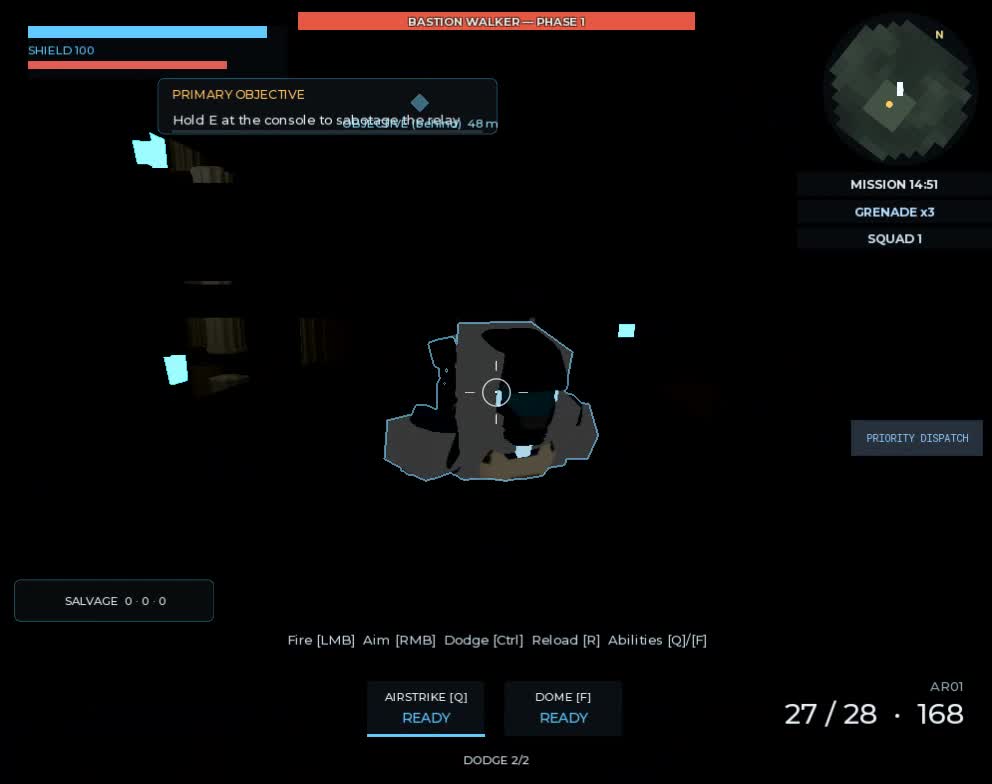 BASTION WALKER — PHASE 1
SHIELD 100
N
PRIMARY OBJECTIVE
Hold E at the console to sabotage the relay
OBJECTIVE (behind) 48 m
MISSION 14:51
GRENADE x3
SQUAD 1
PRIORITY DISPATCH
SALVAGE 0 · 0 · 0
Fire [LMB] Aim [RMB] Dodge [Ctrl] Reload [R] Abilities [Q]/[F]
AIRSTRIKE [Q]
READY
DOME [F]
READY
AR01
27 / 28 · 168
DODGE 2/2